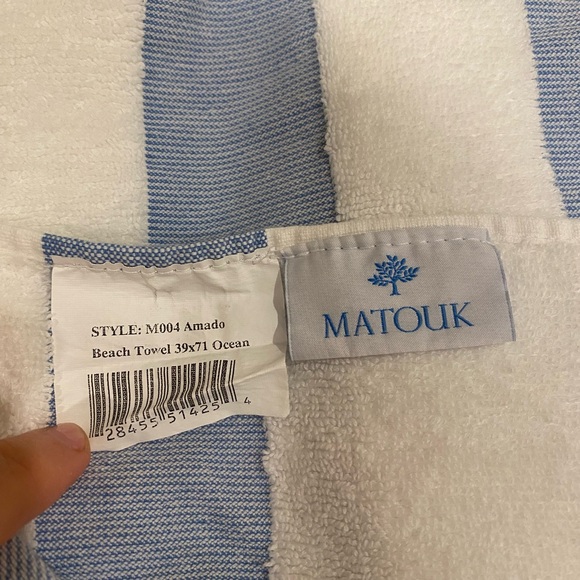 STYLE: M004 Amado
Beach Towel 39x71 Ocean
28455 51425 4
MATOUK